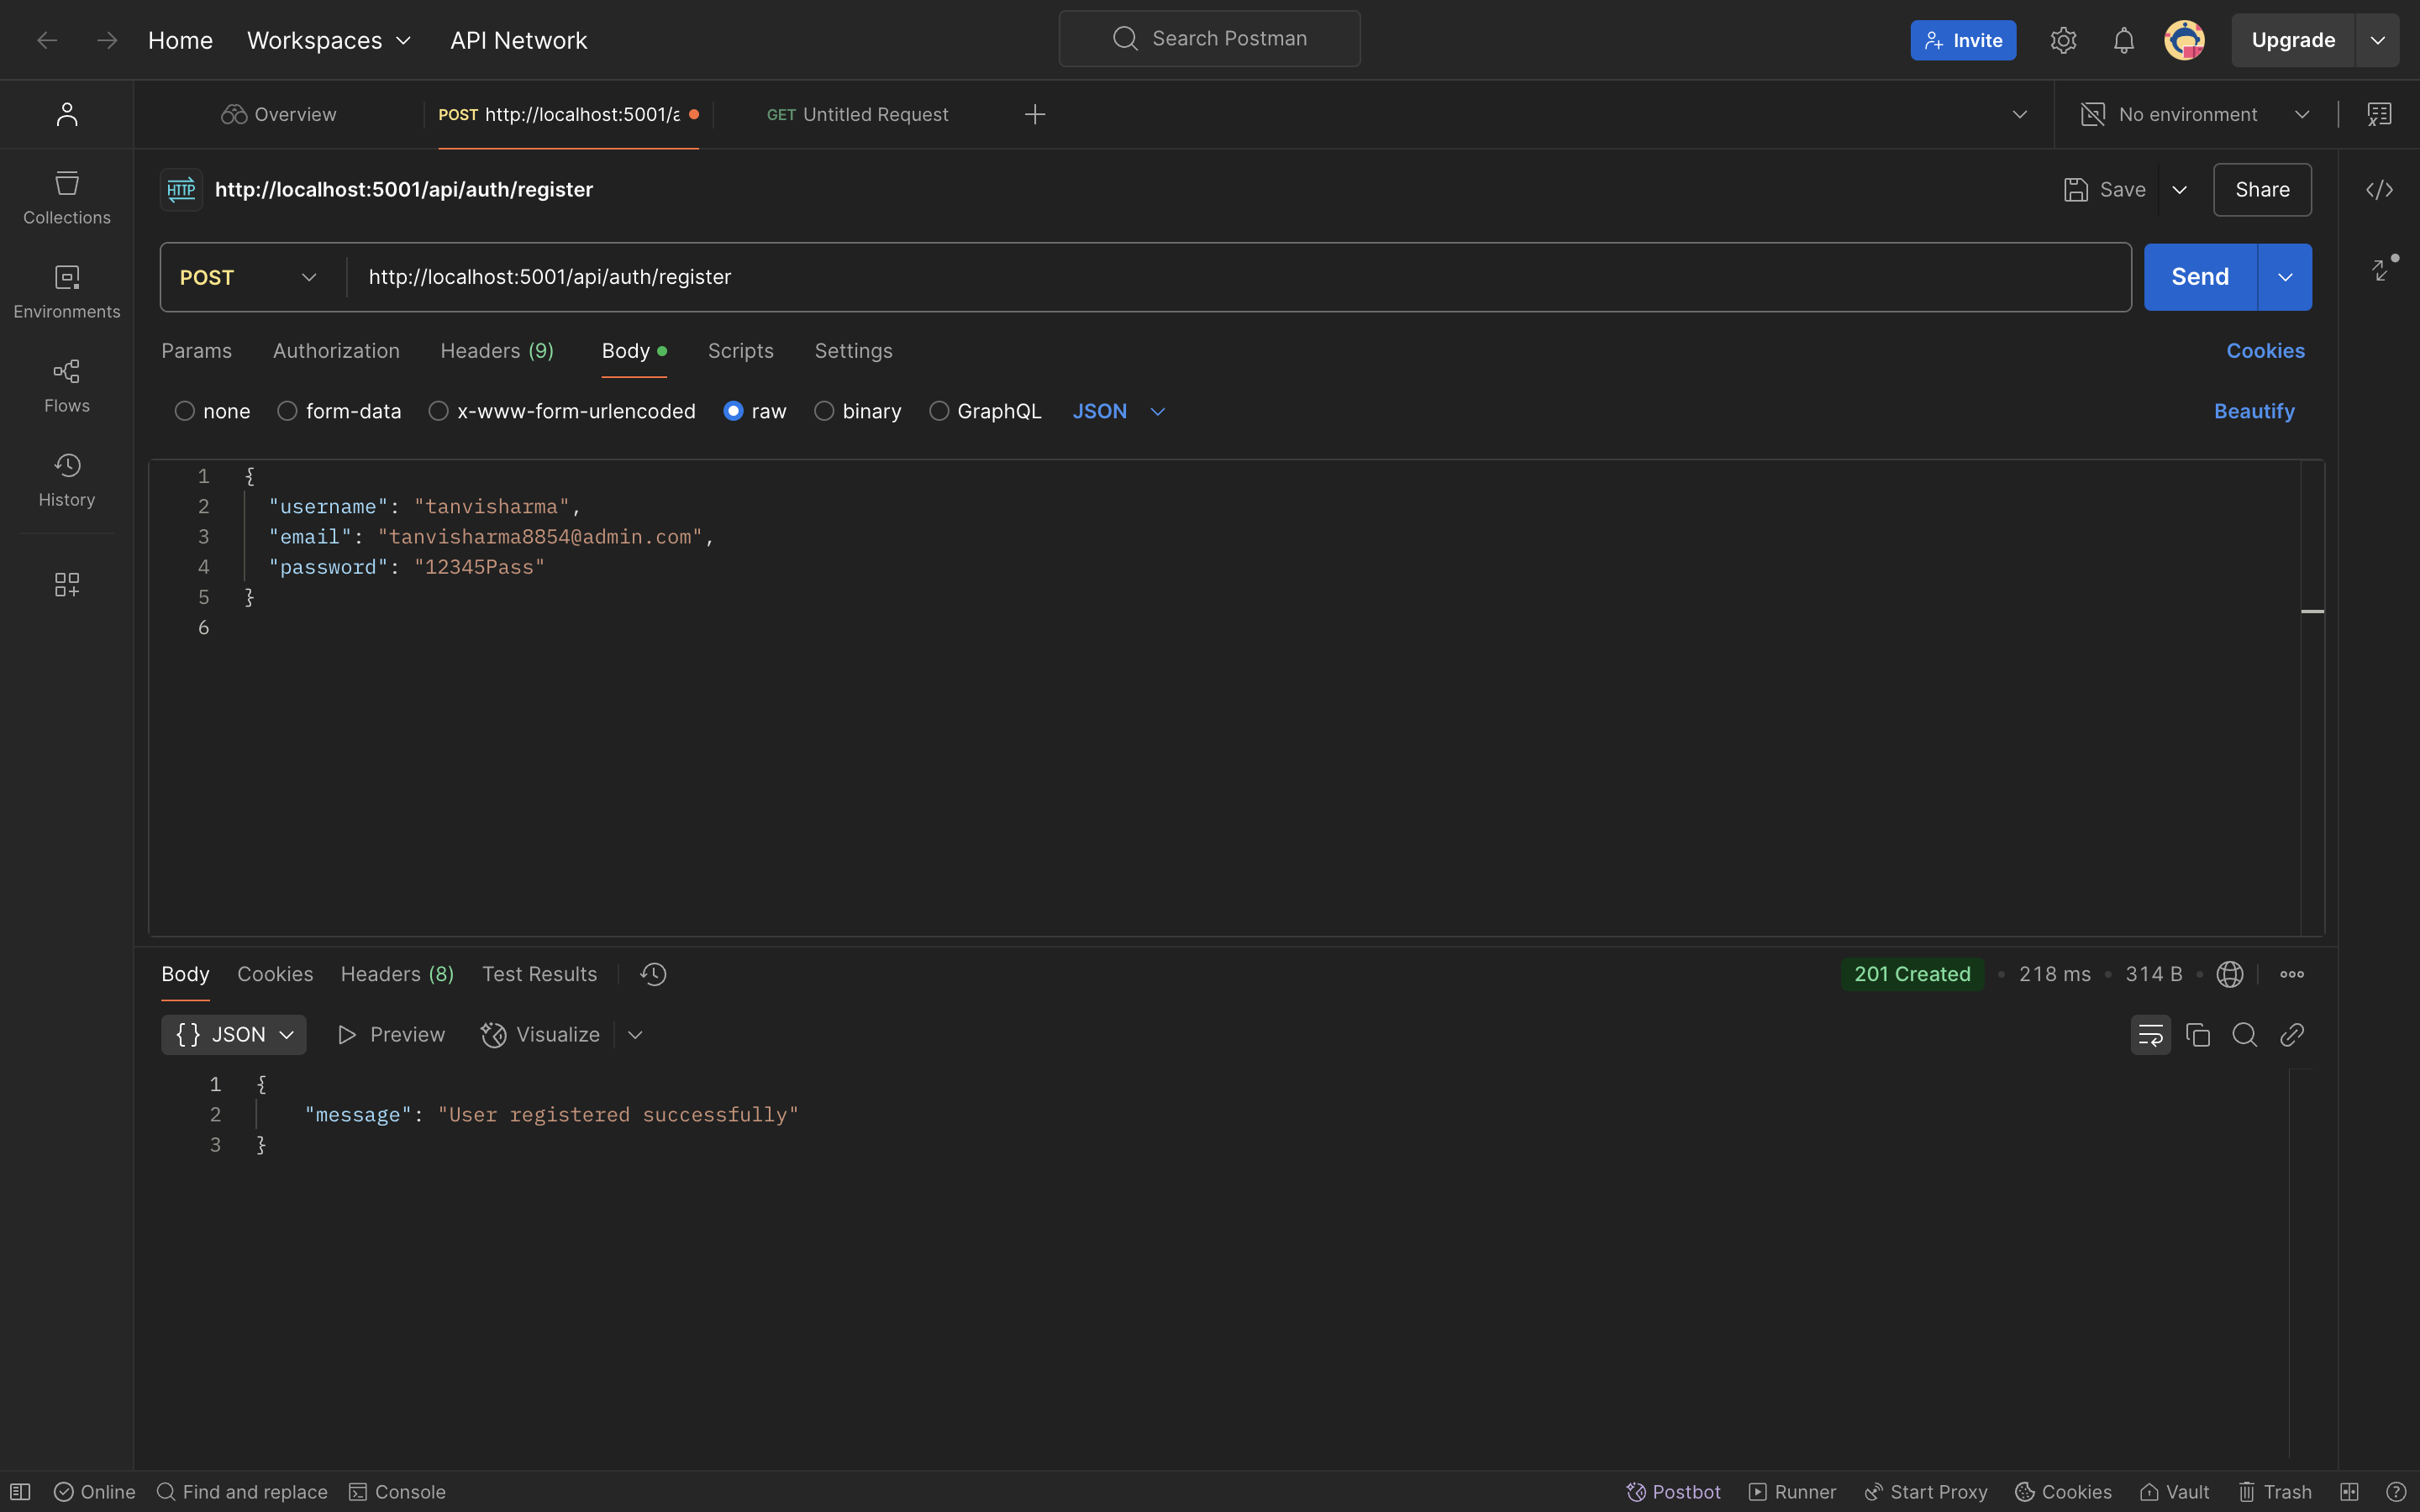 Home Workspaces API Network Search Postman Invite Upgrade
Overview POST http://localhost:5001/a GET Untitled Request No environment
HTTP http://localhost:5001/api/auth/register Save Share
POST http://localhost:5001/api/auth/register Send
Params Authorization Headers (9) Body Scripts Settings Cookies
none form-data x-www-form-urlencoded raw binary GraphQL JSON Beautify
Collections
Environments
Flows
History
1 {
2 "username": "tanvisharma",
3 "email": "tanvisharma8854@admin.com",
4 "password": "12345Pass"
5 }
6
Body Cookies Headers (8) Test Results 201 Created 218 ms 314 B
{} JSON Preview Visualize
1 {
2 "message": "User registered successfully"
3 }
Online Find and replace Console Postbot Runner Start Proxy Cookies Vault Trash